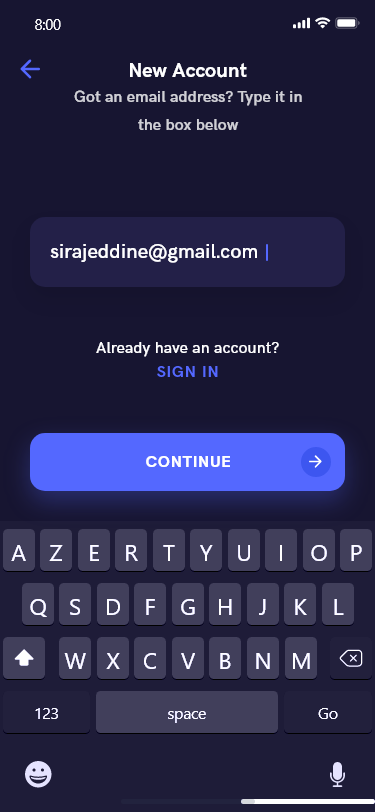 8:00
New Account
Got an email address? Type it in
the box below
sirajeddine@gmail.com
Already have an account?
SIGN IN
CONTINUE
A Z E R T Y U I O P
Q S D F G H J K L
W X C V B N M
123 space Go